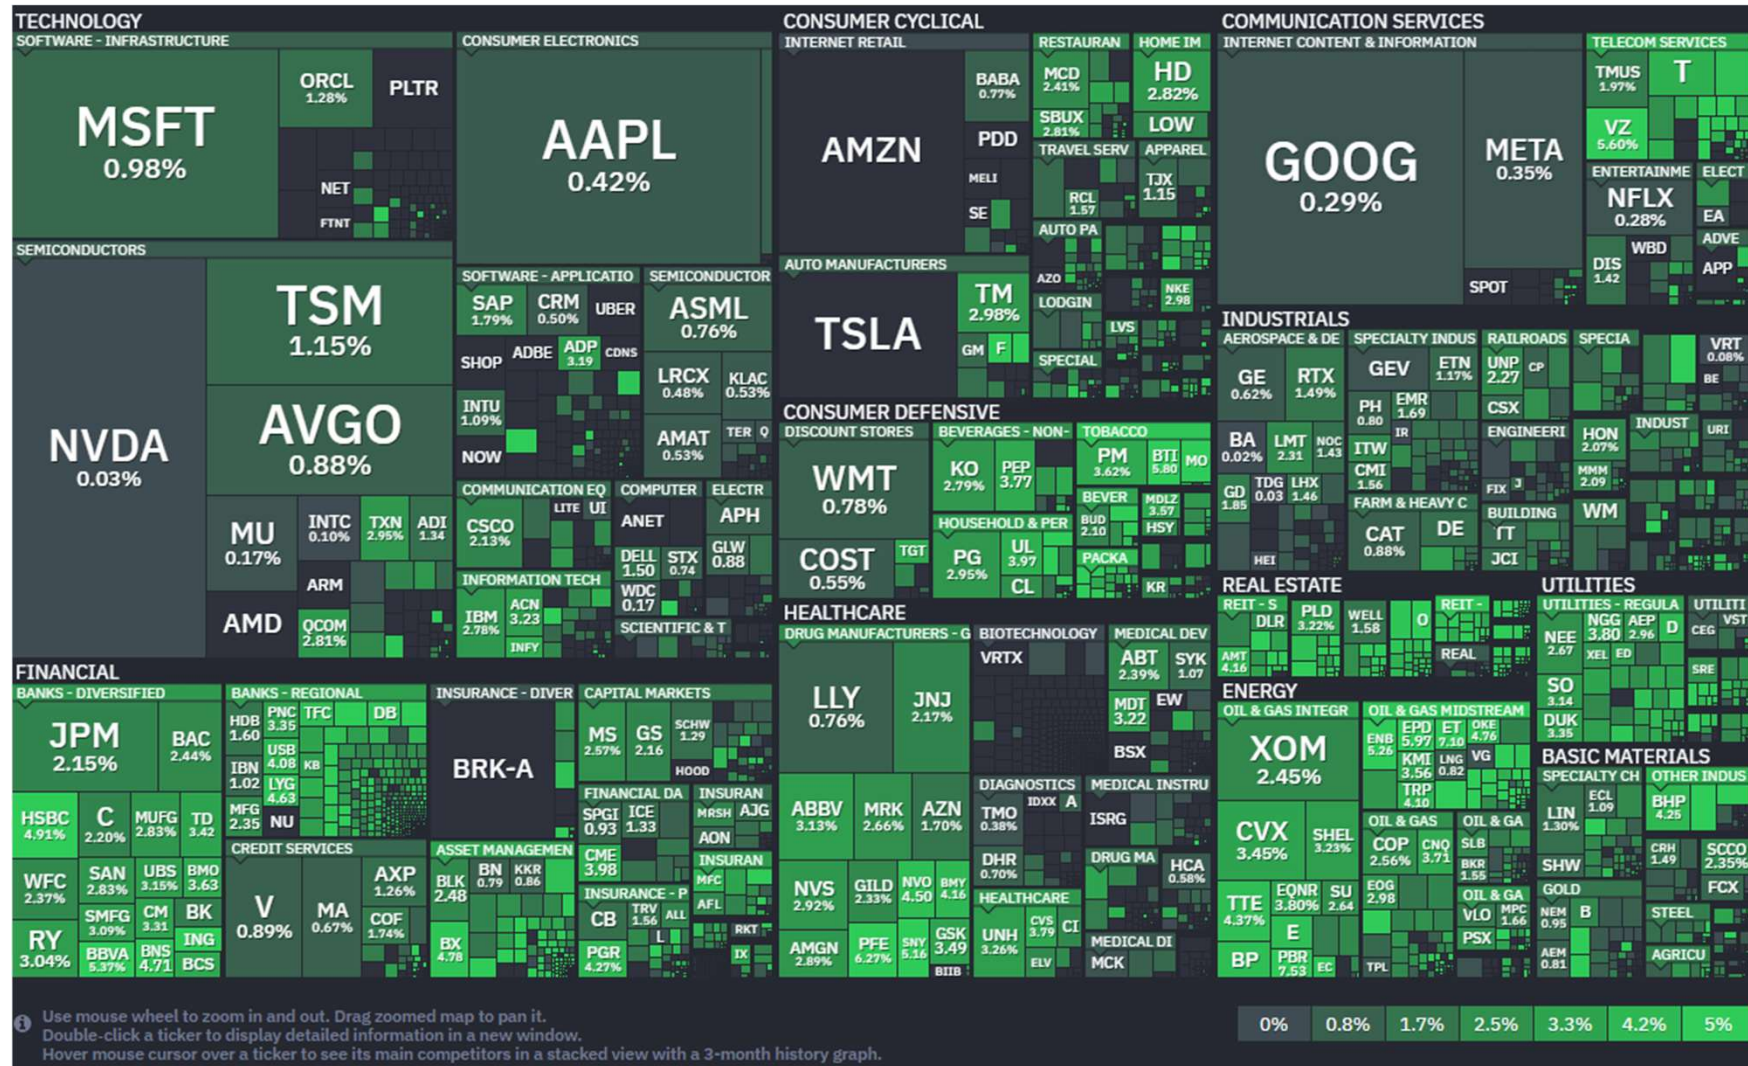 TECHNOLOGY
SOFTWARE - INFRASTRUCTURE
MSFT
0.98%
ORCL
1.28%
PLTR
NET
FTNT
CONSUMER ELECTRONICS
AAPL
0.42%
SEMICONDUCTORS
NVDA
0.03%
TSM
1.15%
AVGO
0.88%
MU
0.17%
INTC
0.10%
TXN
2.95%
ADI
1.34
ARM
AMD
QCOM
2.81%
SOFTWARE - APPLICATIO
SAP
1.79%
CRM
0.50%
UBER
SHOP
ADBE
ADP
3.19
CDNS
INTU
1.09%
NOW
SEMICONDUCTOR
ASML
0.76%
LRCX
0.48%
KLAC
0.53%
AMAT
0.53%
TER
Q
COMMUNICATION EQ
CSCO
2.13%
LITE
UI
COMPUTER
ANET
DELL
1.50
STX
0.74
WDC
0.17
ELECTR
APH
GLW
0.88
INFORMATION TECH
IBM
2.78%
ACN
3.23
INFY
SCIENTIFIC & T
CONSUMER CYCLICAL
INTERNET RETAIL
AMZN
BABA
0.77%
PDD
MELI
SE
RESTAURAN
MCD
2.41%
SBUX
2.81%
HOME IM
HD
2.82%
LOW
TRAVEL SERV
RCL
1.57
APPAREL
TJX
1.15
AUTO PA
AZO
NKE
2.98
AUTO MANUFACTURERS
TSLA
TM
2.98%
GM
F
LODGIN
LVS
SPECIAL
CONSUMER DEFENSIVE
DISCOUNT STORES
WMT
0.78%
COST
0.55%
TGT
BEVERAGES - NON-
KO
2.79%
PEP
3.77
TOBACCO
PM
3.62%
BTI
5.80
MO
HOUSEHOLD & PER
PG
2.95%
UL
3.97
CL
BEVER
BUD
2.10
MDLZ
3.57
HSY
PACKA
KR
COMMUNICATION SERVICES
INTERNET CONTENT & INFORMATION
GOOG
0.29%
META
0.35%
SPOT
TELECOM SERVICES
TMUS
1.97%
T
VZ
5.60%
ENTERTAINME
NFLX
0.28%
DIS
1.42
WBD
ELECT
EA
ADVE
APP
INDUSTRIALS
AEROSPACE & DE
GE
0.62%
RTX
1.49%
BA
0.02%
LMT
2.31
NOC
1.43
GD
1.85
TDG
0.03
LHX
1.46
HEI
SPECIALTY INDUS
GEV
ETN
1.17%
PH
0.80
EMR
1.69
IR
ITW
CMI
1.56
RAILROADS
UNP
2.27
CP
CSX
SPECIA
HON
2.07%
MMM
2.09
VRT
0.08%
BE
ENGINEERI
FIX
J
INDUST
URI
FARM & HEAVY C
CAT
0.88%
DE
BUILDING
TT
JCI
WM
FINANCIAL
BANKS - DIVERSIFIED
JPM
2.15%
BAC
2.44%
HSBC
4.91%
C
2.20%
MUFG
2.83%
TD
3.42
WFC
2.37%
SAN
2.83%
UBS
3.15%
BMO
3.63
SMFG
3.09%
CM
3.31
BK
RY
3.04%
BBVA
5.37%
BNS
4.71
ING
BCS
BANKS - REGIONAL
HDB
1.60
PNC
3.35
TFC
DB
USB
4.08
KB
IBN
1.02
LYG
4.63
MFG
2.35
NU
CREDIT SERVICES
V
0.89%
MA
0.67%
AXP
1.26%
COF
1.74%
INSURANCE - DIVER
BRK-A
CAPITAL MARKETS
MS
2.57%
GS
2.16
SCHW
1.29
HOOD
ASSET MANAGEMEN
BLK
2.48
BN
0.79
KKR
0.86
BX
4.78
FINANCIAL DA
SPGI
0.93
ICE
1.33
CME
3.98
INSURAN
MRSH
AJG
AON
INSURANCE - P
CB
TRV
1.56
ALL
L
PGR
4.27%
INSURAN
MFC
AFL
RKT
IX
HEALTHCARE
DRUG MANUFACTURERS - G
LLY
0.76%
JNJ
2.17%
ABBV
3.13%
MRK
2.66%
AZN
1.70%
NVS
2.92%
GILD
2.33%
NVO
4.50
BMY
4.16
AMGN
2.89%
PFE
6.27%
SNY
5.16
GSK
3.49
BIIB
BIOTECHNOLOGY
VRTX
MEDICAL DEV
ABT
2.39%
SYK
1.07
MDT
3.22
EW
BSX
DIAGNOSTICS
TMO
0.38%
IDXX
A
DHR
0.70%
MEDICAL INSTRU
ISRG
DRUG MA
HCA
0.58%
HEALTHCARE
UNH
3.26%
CVS
3.79
CI
ELV
MEDICAL DI
MCK
REAL ESTATE
REIT - S
DLR
AMT
4.16
PLD
3.22%
WELL
1.58
O
REIT -
REAL
UTILITIES
UTILITIES - REGULA
NEE
2.67
NGG
3.80
AEP
2.96
D
XEL
ED
SO
3.14
DUK
3.35
UTILITI
CEG
VST
SRE
ENERGY
OIL & GAS INTEGR
XOM
2.45%
CVX
3.45%
SHEL
3.23%
TTE
4.37%
EQNR
3.80%
SU
2.64
E
BP
PBR
7.53
EC
OIL & GAS MIDSTREAM
ENB
5.26
EPD
5.97
ET
7.10
OKE
4.76
KMI
3.56
LNG
0.82
VG
TRP
4.10
OIL & GAS
COP
2.56%
CNQ
3.71
EOG
2.98
TPL
OIL & GA
SLB
BKR
1.55
OIL & GA
VLO
MPC
1.66
PSX
BASIC MATERIALS
SPECIALTY CH
LIN
1.30%
ECL
1.09
SHW
OTHER INDUS
BHP
4.25
CRH
1.49
SCCO
2.35%
FCX
GOLD
NEM
0.95
B
AEM
0.81
STEEL
AGRICU
Use mouse wheel to zoom in and out. Drag zoomed map to pan it.
Double-click a ticker to display detailed information in a new window.
Hover mouse cursor over a ticker to see its main competitors in a stacked view with a 3-month history graph.
0% 0.8% 1.7% 2.5% 3.3% 4.2% 5%